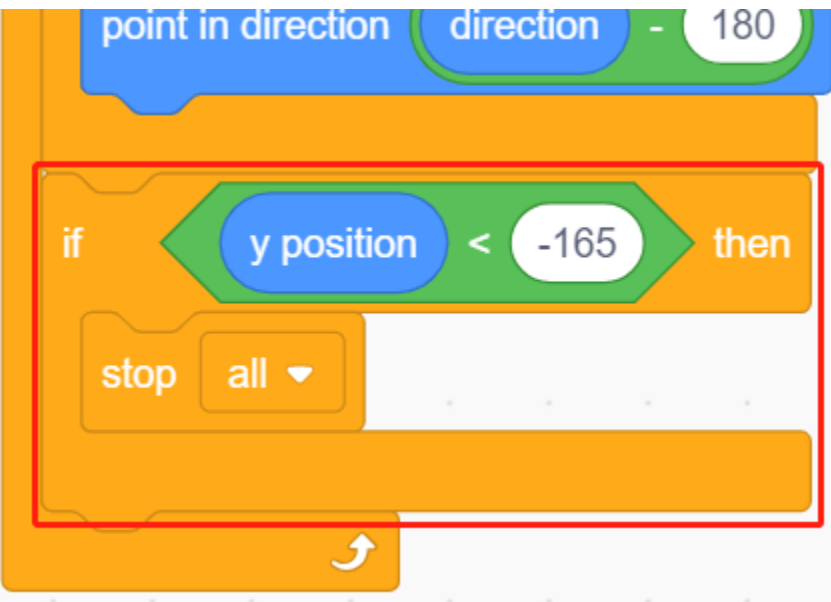 point in direction direction - 180
if y position < -165 then
stop all